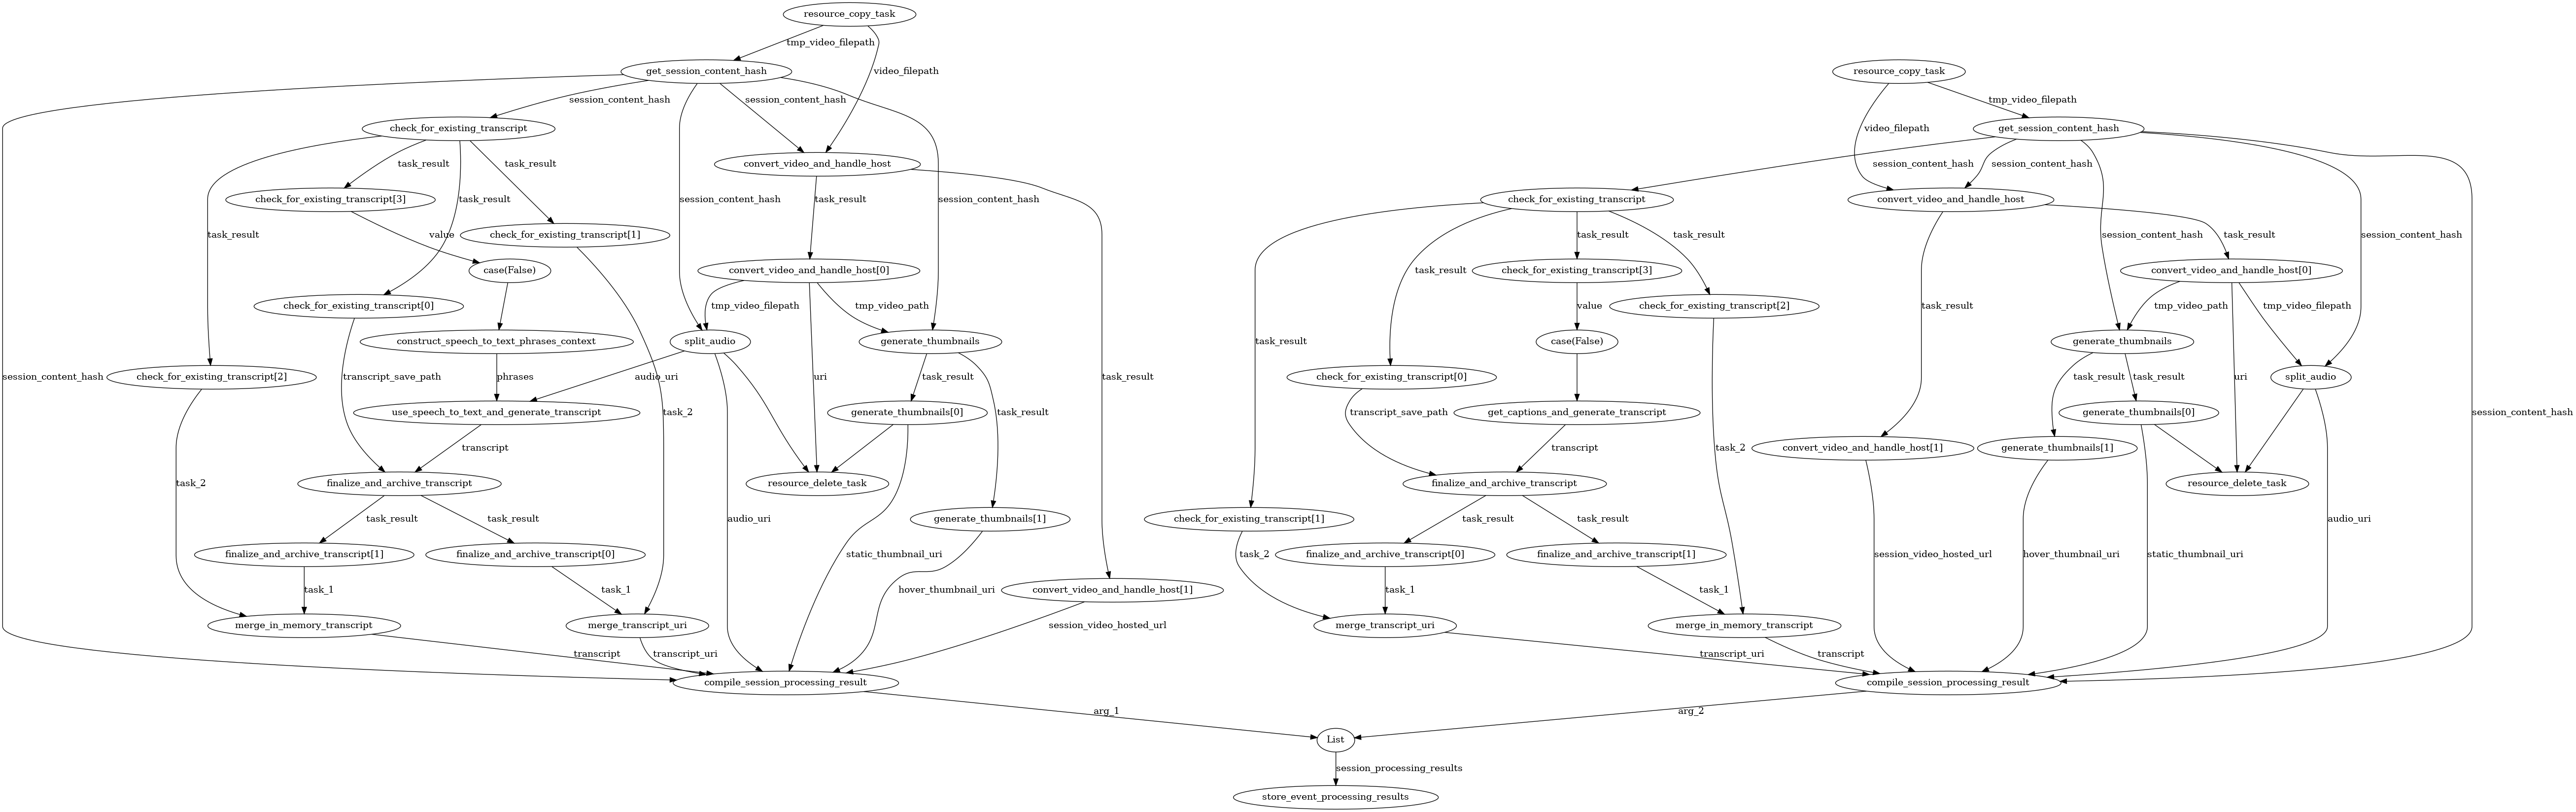 resource_copy_task
tmp_video_filepath
video_filepath
get_session_content_hash
resource_copy_task
session_content_hash
session_content_hash
tmp_video_filepath
check_for_existing_transcript
video_filepath
get_session_content_hash
task_result
task_result
convert_video_and_handle_host
session_content_hash
session_content_hash
check_for_existing_transcript[3]
task_result
session_content_hash
task_result
session_content_hash
check_for_existing_transcript
convert_video_and_handle_host
task_result
value
check_for_existing_transcript[1]
task_result
task_result
session_content_hash
task_result
session_content_hash
case(False)
convert_video_and_handle_host[0]
task_result
check_for_existing_transcript[3]
convert_video_and_handle_host[0]
check_for_existing_transcript[0]
tmp_video_filepath
tmp_video_path
value
check_for_existing_transcript[2]
task_result
tmp_video_path
tmp_video_filepath
construct_speech_to_text_phrases_context
split_audio
generate_thumbnails
task_result
case(False)
generate_thumbnails
session_content_hash
check_for_existing_transcript[2]
transcript_save_path
phrases
audio_uri
uri
task_result
task_result
check_for_existing_transcript[0]
task_result
task_result
uri
split_audio
use_speech_to_text_and_generate_transcript
task_2
generate_thumbnails[0]
task_result
transcript_save_path
get_captions_and_generate_transcript
generate_thumbnails[0]
session_content_hash
transcript
transcript
task_2
convert_video_and_handle_host[1]
generate_thumbnails[1]
task_2
finalize_and_archive_transcript
resource_delete_task
finalize_and_archive_transcript
resource_delete_task
task_result
task_result
audio_uri
generate_thumbnails[1]
check_for_existing_transcript[1]
task_result
task_result
audio_uri
finalize_and_archive_transcript[1]
finalize_and_archive_transcript[0]
static_thumbnail_uri
task_2
finalize_and_archive_transcript[0]
finalize_and_archive_transcript[1]
session_video_hosted_url
hover_thumbnail_uri
static_thumbnail_uri
task_1
task_1
hover_thumbnail_uri
convert_video_and_handle_host[1]
task_1
task_1
merge_in_memory_transcript
merge_transcript_uri
session_video_hosted_url
merge_transcript_uri
merge_in_memory_transcript
transcript
transcript_uri
transcript_uri
transcript
compile_session_processing_result
compile_session_processing_result
arg_1
arg_2
List
session_processing_results
store_event_processing_results